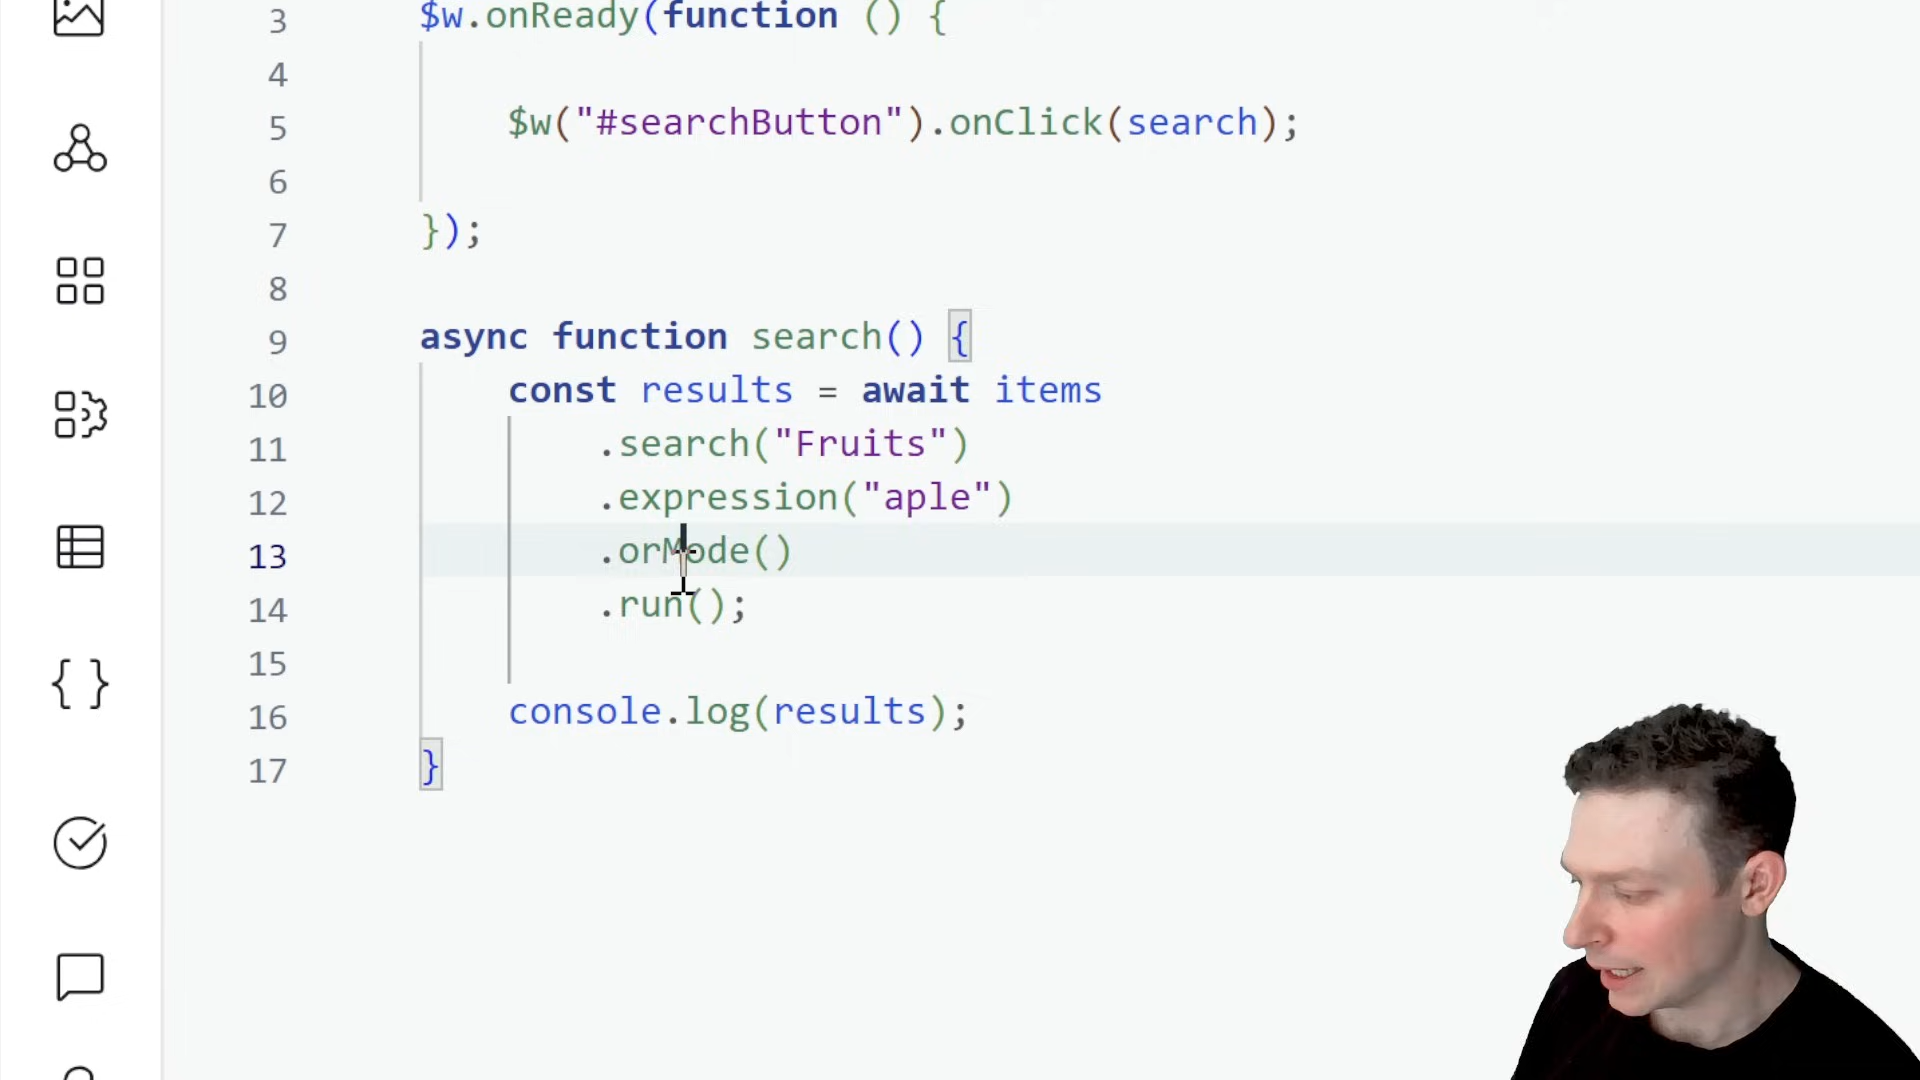 3 $w.onReady(function () {
4
5 $w("#searchButton").onClick(search);
6
7 });
8
9 async function search() {
10 const results = await items
11 .search("Fruits")
12 .expression("aple")
13 .orMode()
14 .run();
15
16 console.log(results);
17 }